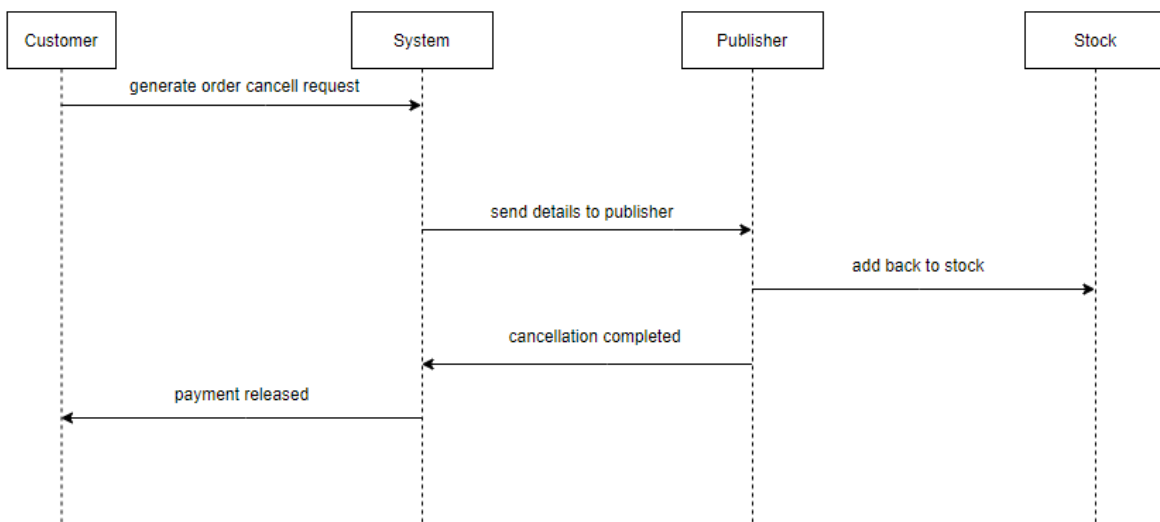 Customer
System
Publisher
Stock
generate order cancell request
send details to publisher
add back to stock
cancellation completed
payment released